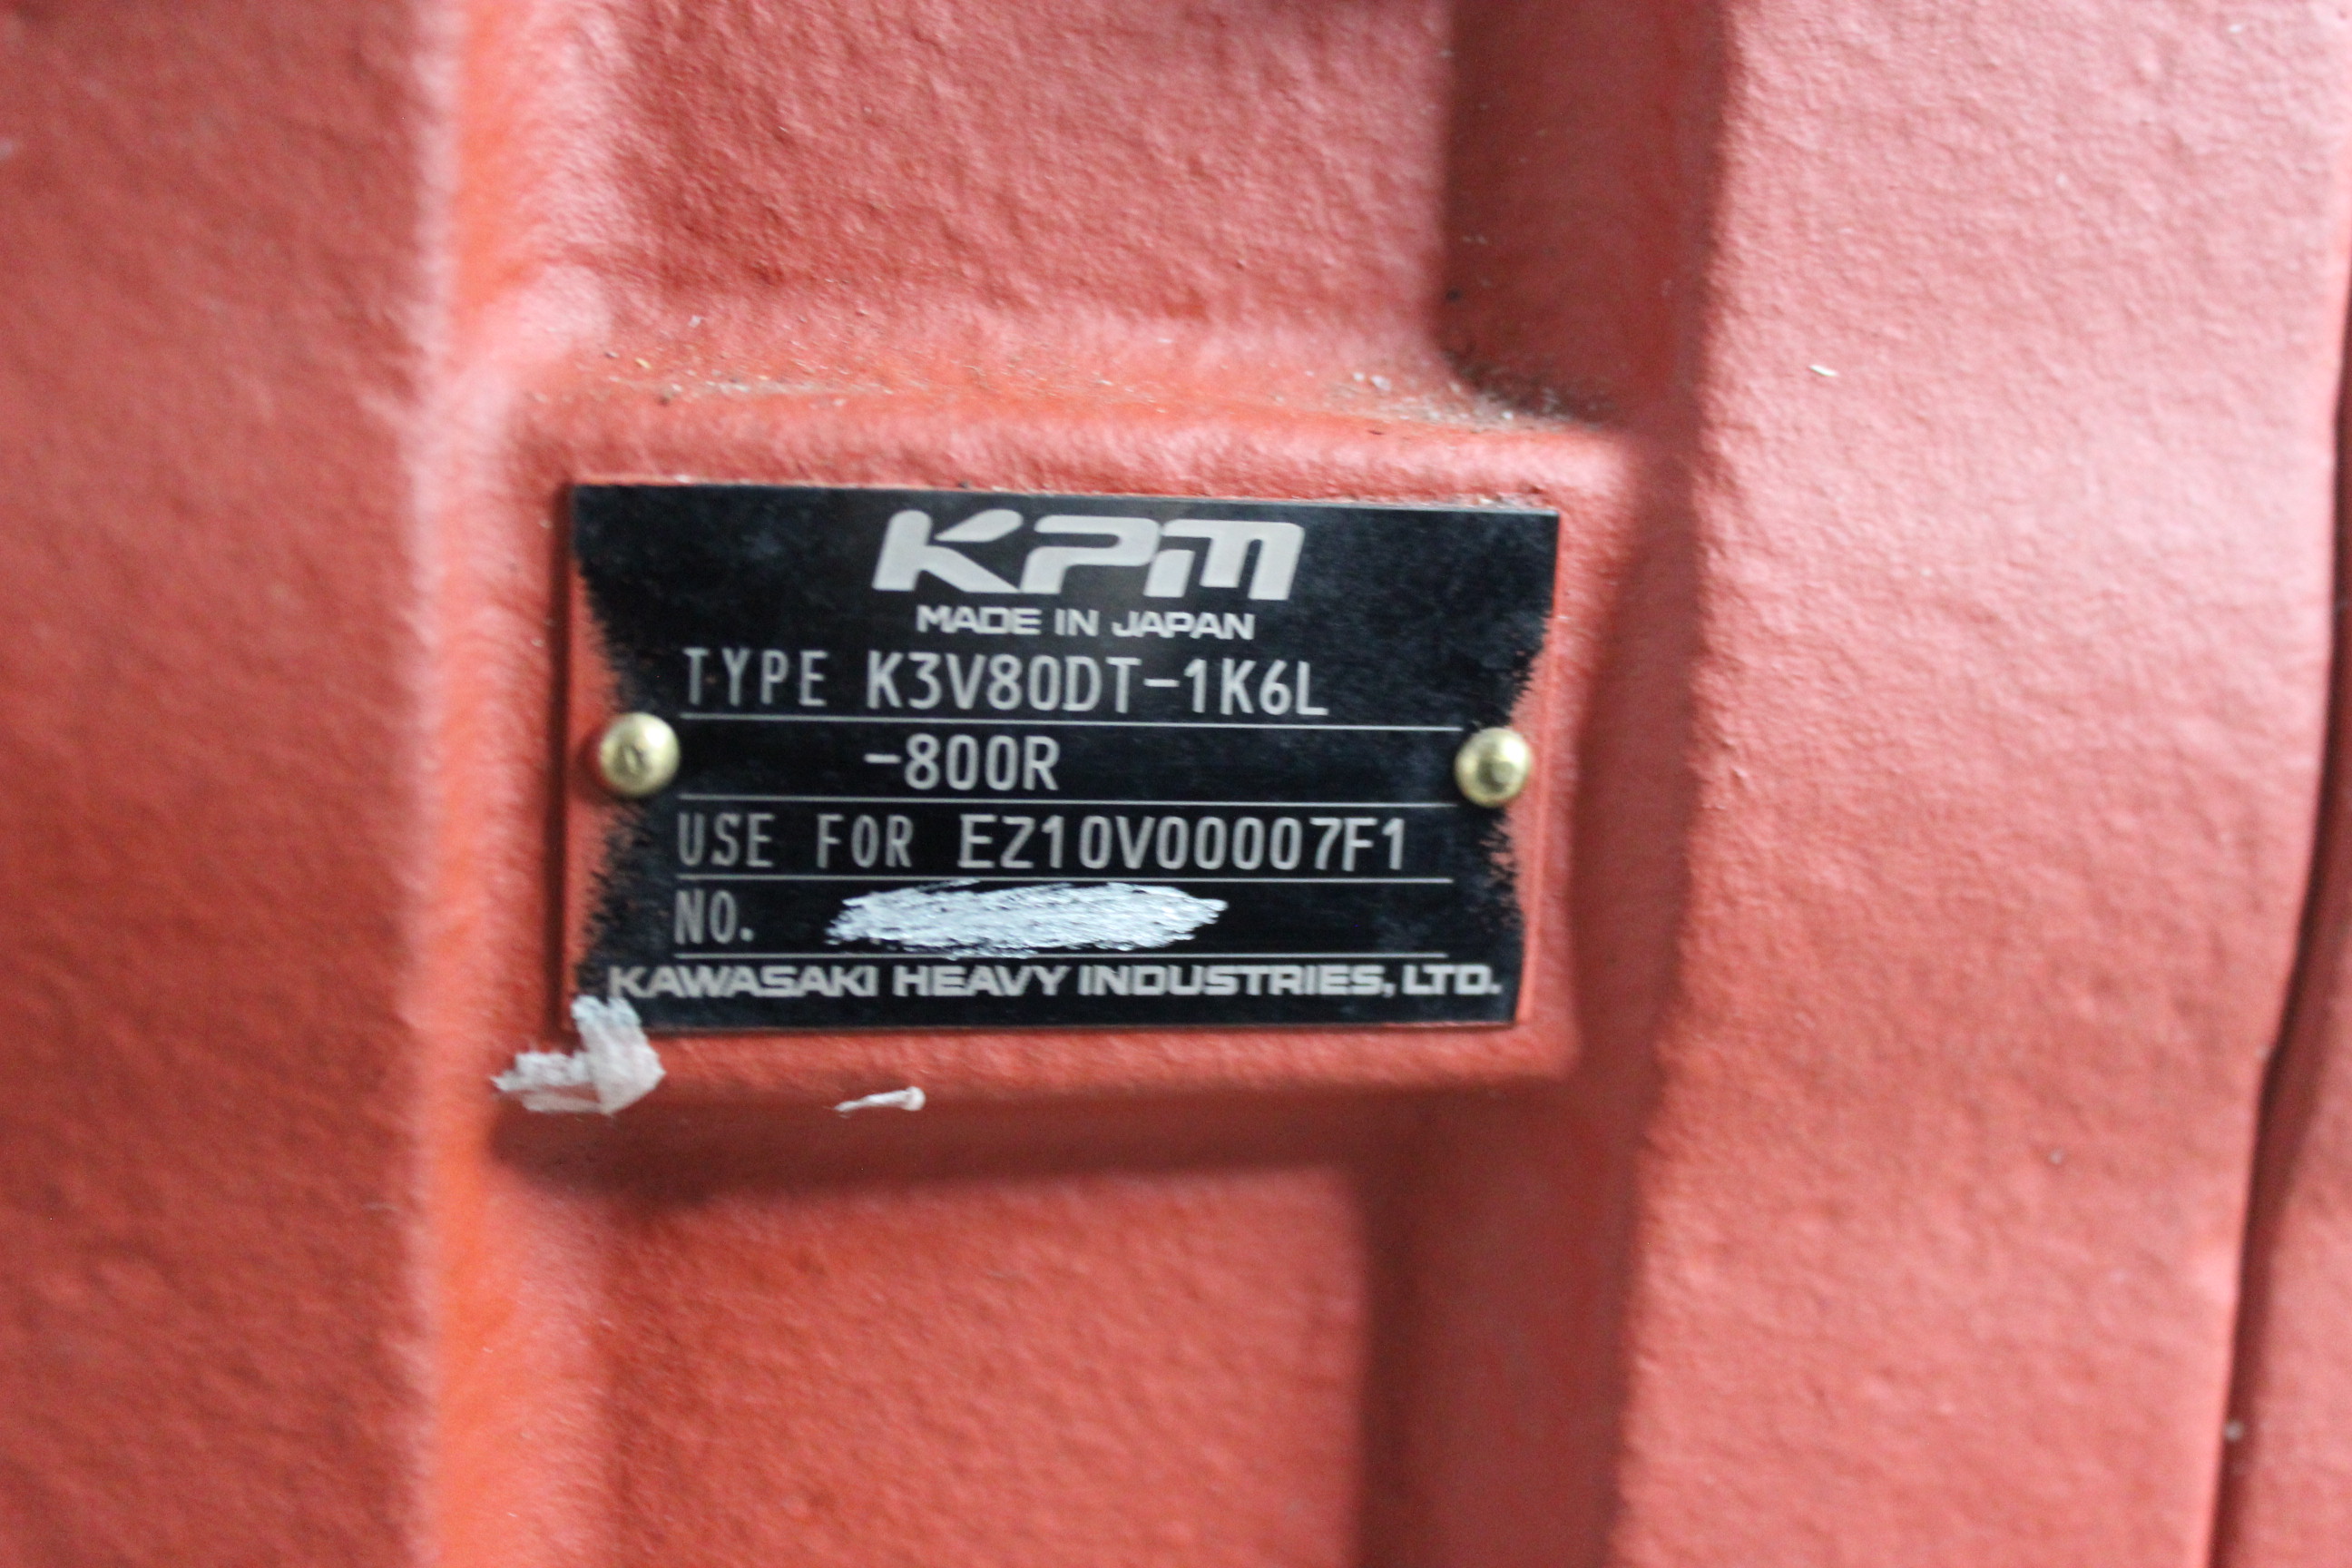 KPM
MADE IN JAPAN
TYPE K3V80DT-1K6L
-800R
USE FOR EZ10V00007F1
NO.
KAWASAKI HEAVY INDUSTRIES, LTD.